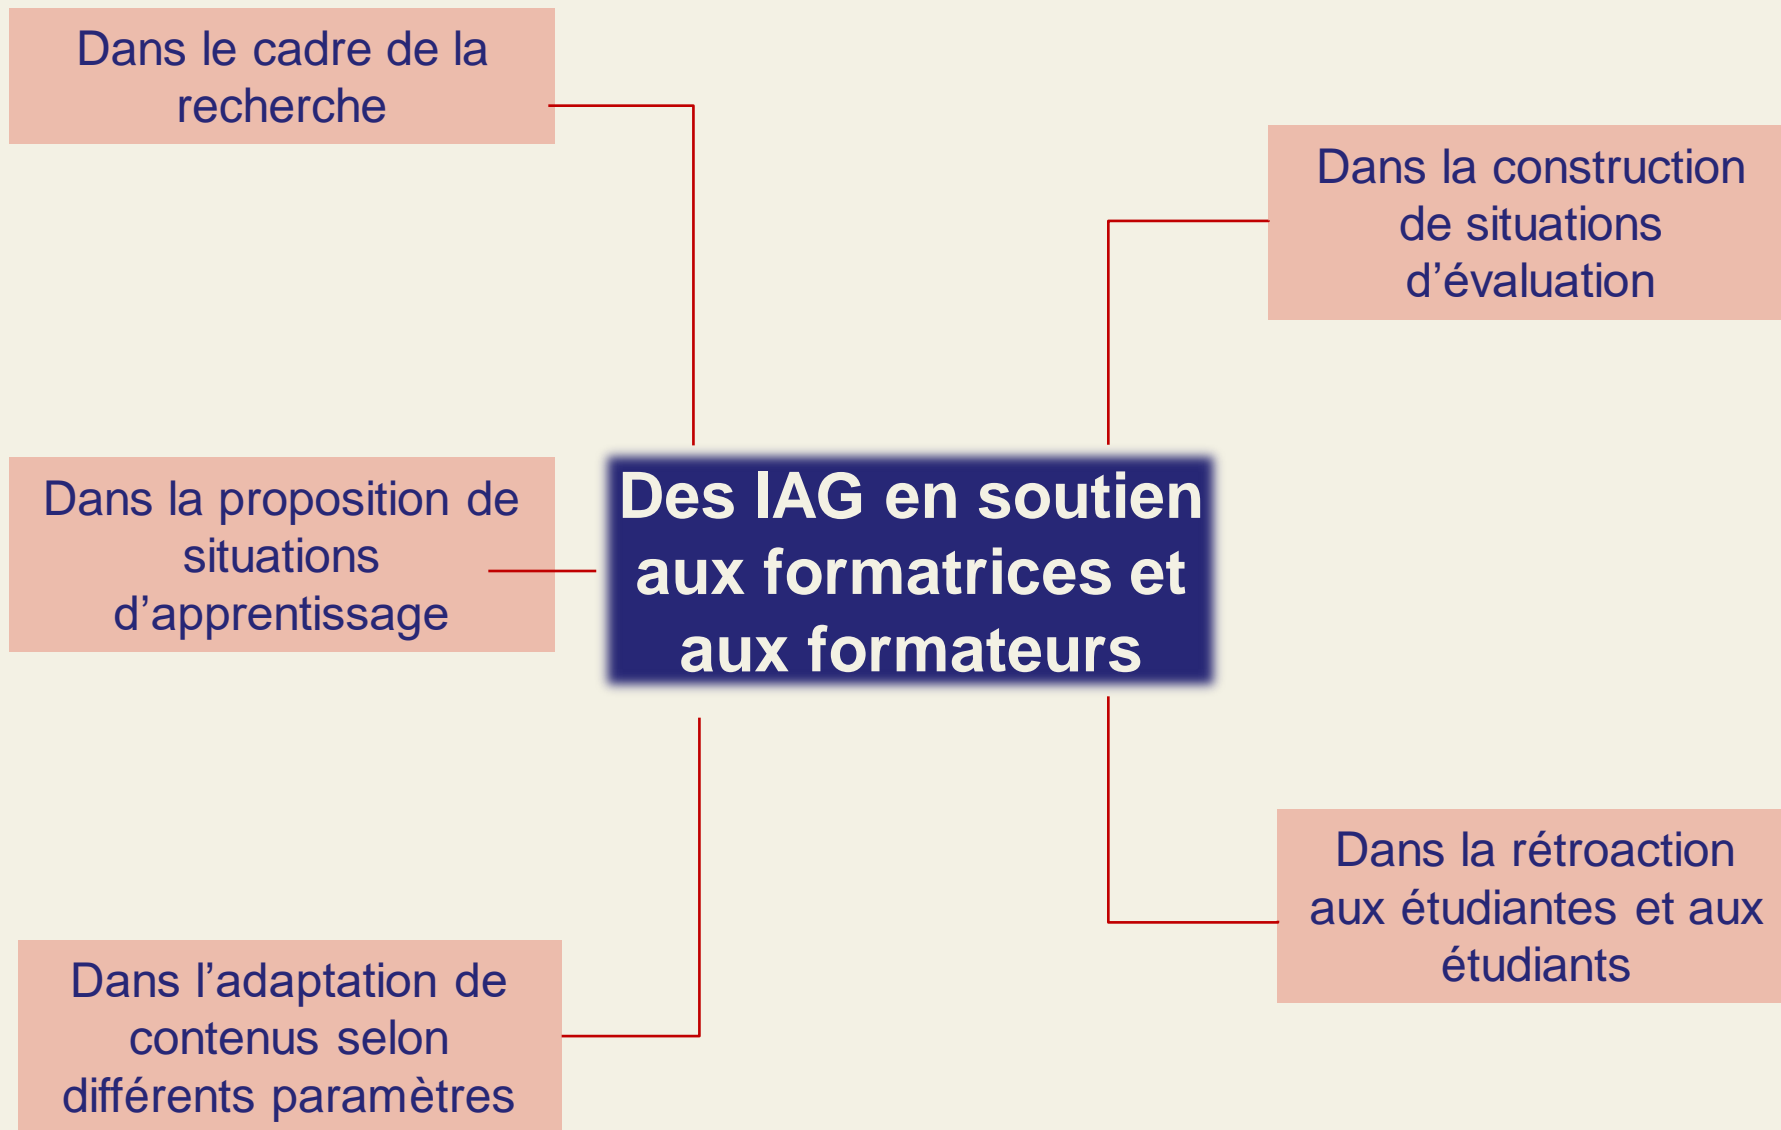 Dans le cadre de la
recherche
Dans la construction
de situations
d’évaluation
Dans la proposition de
situations
d’apprentissage
Des IAG en soutien
aux formatrices et
aux formateurs
Dans la rétroaction
aux étudiantes et aux
étudiants
Dans l’adaptation de
contenus selon
différents paramètres